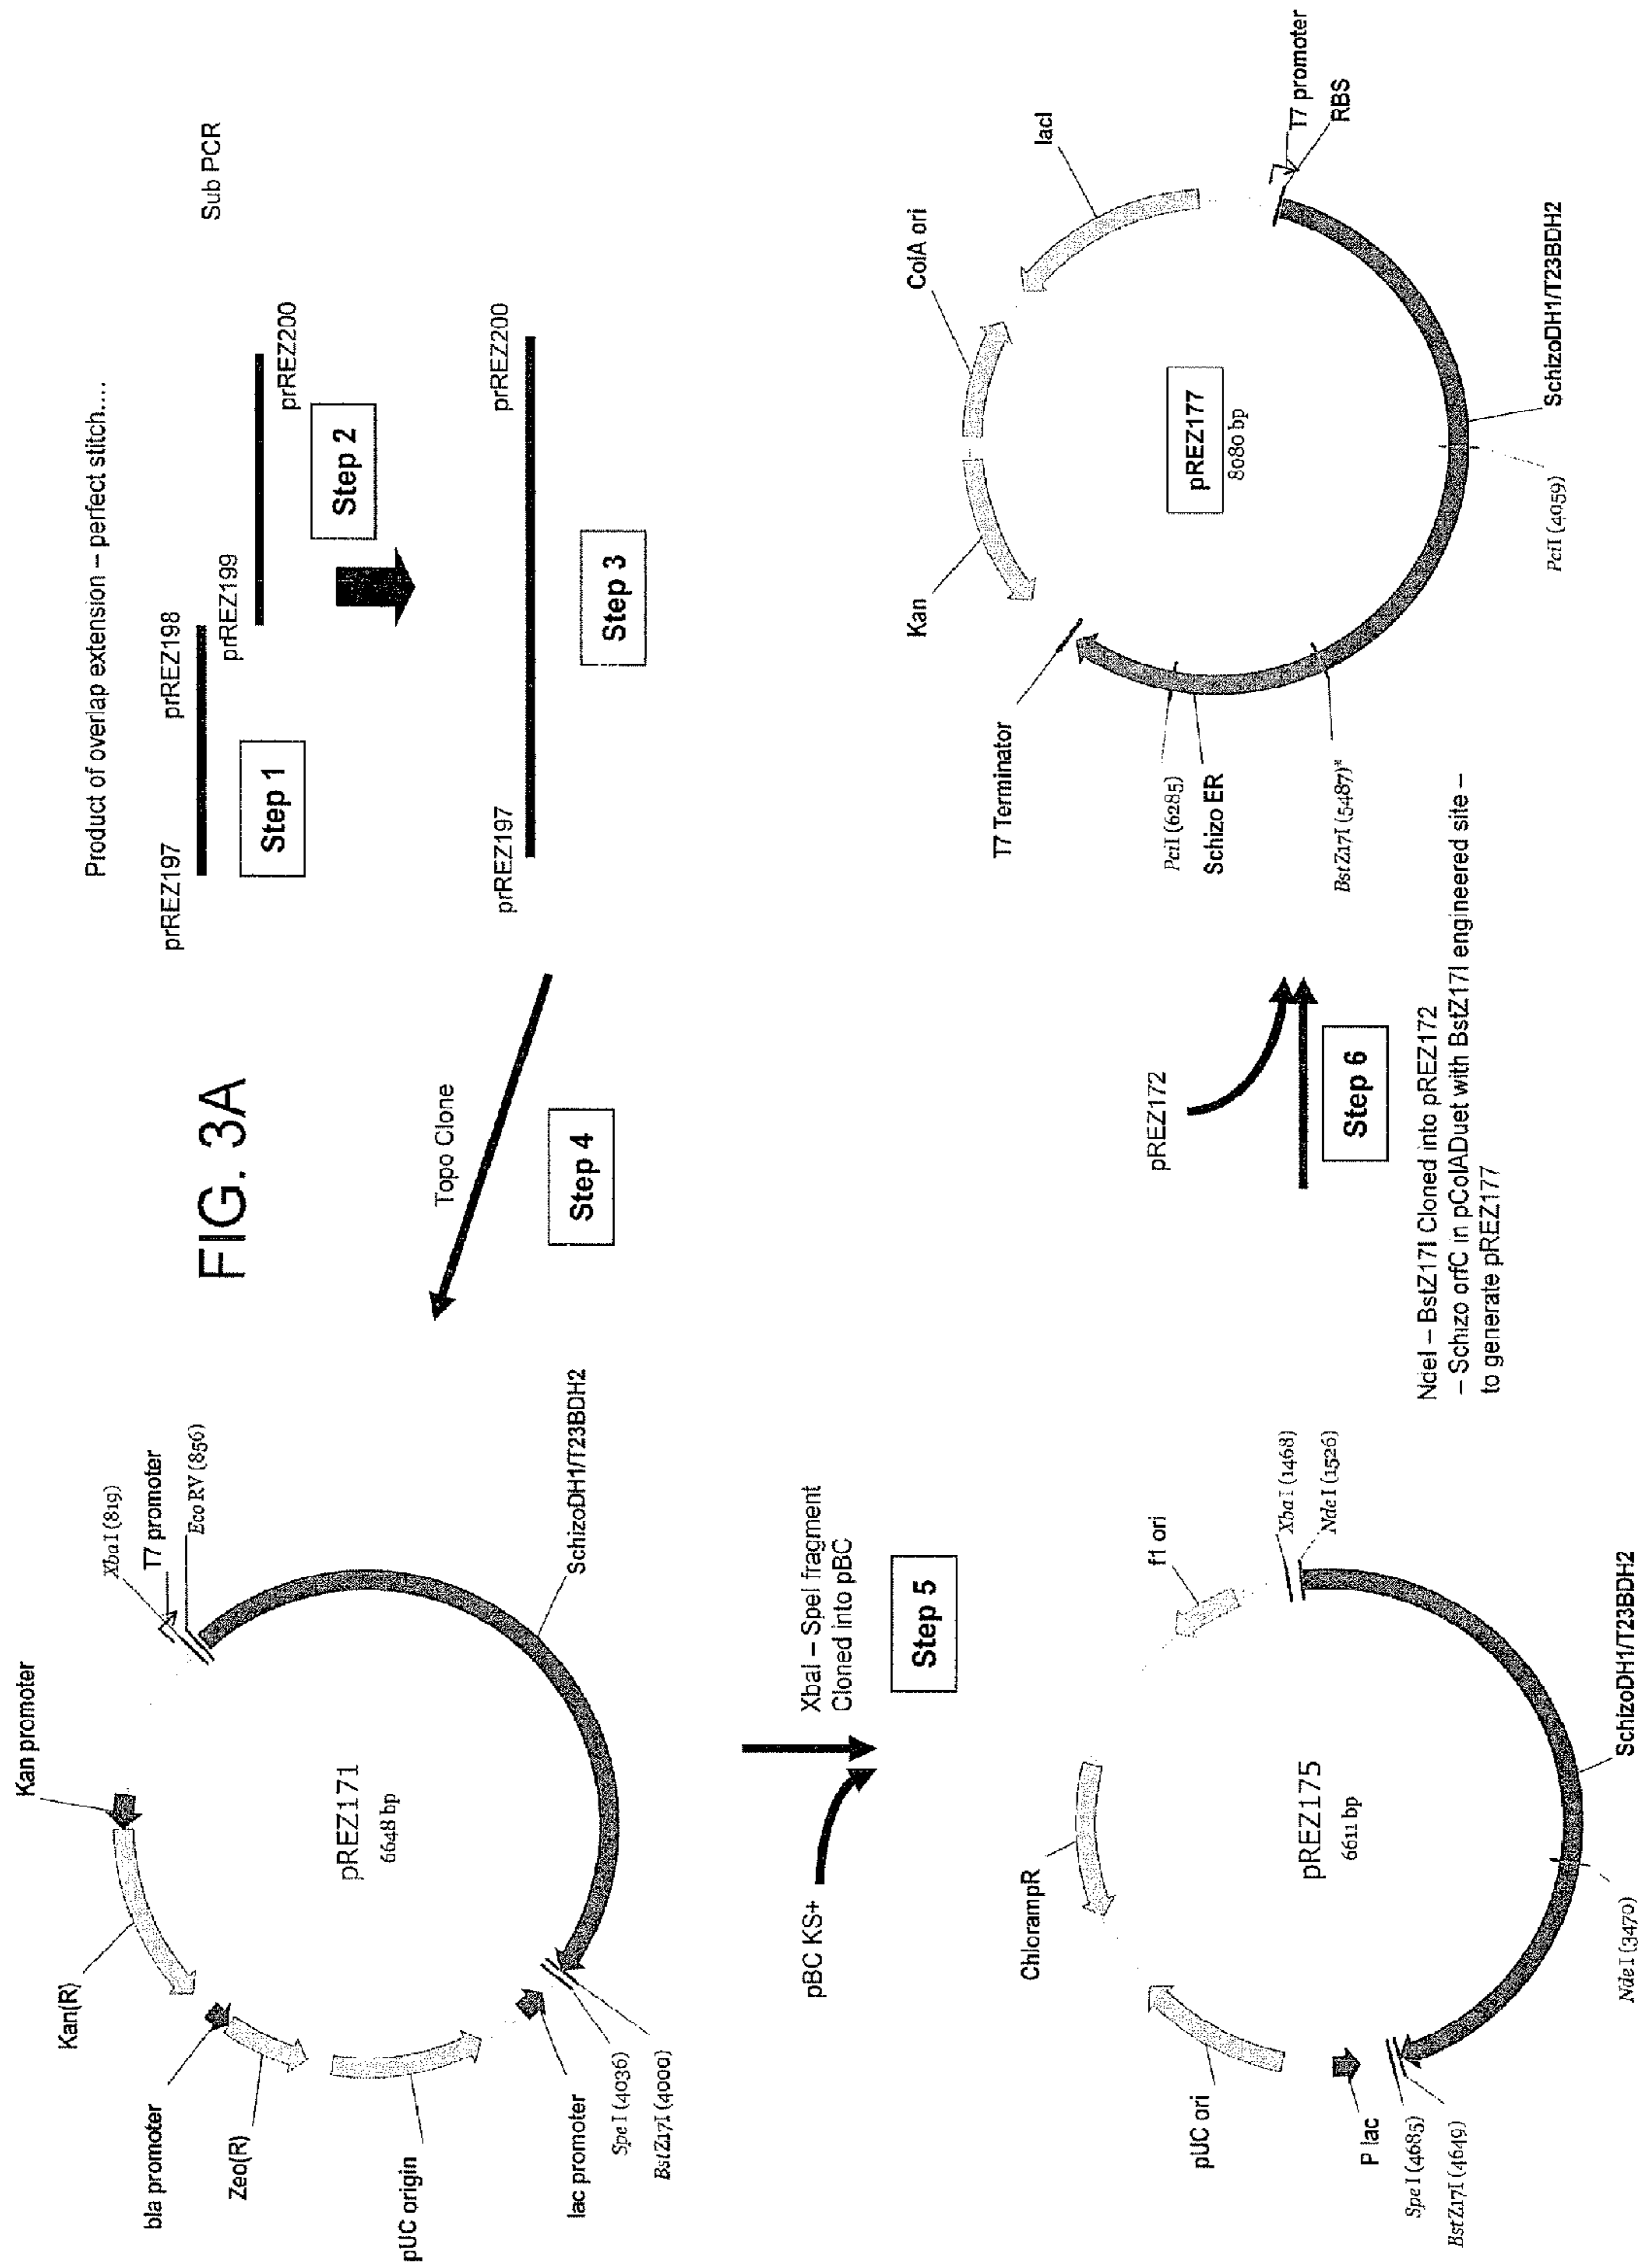 FIG. 3A
Product of overlap extension – perfect stitch....
Sub PCR
prREZ197
prREZ198
Step 1
prREZ199
prREZ200
Step 2
prREZ197
prREZ200
Step 3
Topo Clone
Step 4
Kan promoter
Kan(R)
bla promoter
Zeo(R)
pUC origin
lac promoter
SpeI (4036)
BstZ17I (4000)
XbaI (819)
T7 promoter
EcoRV (856)
SchizoDH1/T23BDH2
pREZ171
6648 bp
pBC KS+
XbaI – SpeI fragment
Cloned into pBC
Step 5
f1 ori
XbaI (1468)
NdeI (1526)
ChlorampR
pUC ori
P lac
SpeI (4685)
BstZ17I (4649)
NdeI (3470)
SchizoDH1/T23BDH2
pREZ175
6611 bp
pREZ172
Step 6
NdeI – BstZ17I Cloned into pREZ172
– Schizo orfC in pColADuet with BstZ17I engineered site –
to generate pREZ177
lacI
ColA ori
Kan
T7 Terminator
PciI (6285)
Schizo ER
BstZ17I (5487)*
PciI (4059)
SchizoDH1/T23BDH2
T7 promoter
RBS
pREZ177
8080 bp